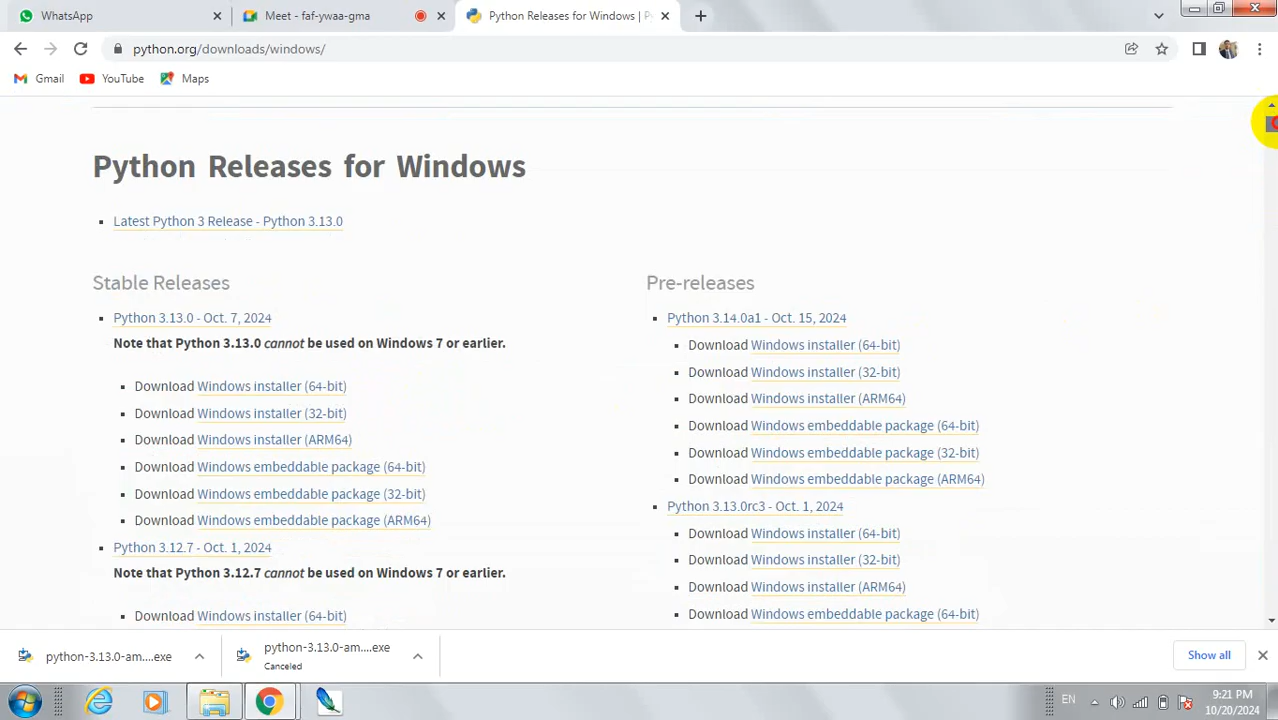 WhatsApp
Meet - faf-ywaa-gma
Python Releases for Windows | Py
python.org/downloads/windows/
Gmail
YouTube
Maps
Python Releases for Windows
Latest Python 3 Release - Python 3.13.0
Stable Releases
Python 3.13.0 - Oct. 7, 2024
Note that Python 3.13.0 cannot be used on Windows 7 or earlier.
Download Windows installer (64-bit)
Download Windows installer (32-bit)
Download Windows installer (ARM64)
Download Windows embeddable package (64-bit)
Download Windows embeddable package (32-bit)
Download Windows embeddable package (ARM64)
Python 3.12.7 - Oct. 1, 2024
Note that Python 3.12.7 cannot be used on Windows 7 or earlier.
Download Windows installer (64-bit)
Pre-releases
Python 3.14.0a1 - Oct. 15, 2024
Download Windows installer (64-bit)
Download Windows installer (32-bit)
Download Windows installer (ARM64)
Download Windows embeddable package (64-bit)
Download Windows embeddable package (32-bit)
Download Windows embeddable package (ARM64)
Python 3.13.0rc3 - Oct. 1, 2024
Download Windows installer (64-bit)
Download Windows installer (32-bit)
Download Windows installer (ARM64)
Download Windows embeddable package (64-bit)
python-3.13.0-am....exe
python-3.13.0-am....exe
Canceled
Show all
EN
9:21 PM
10/20/2024